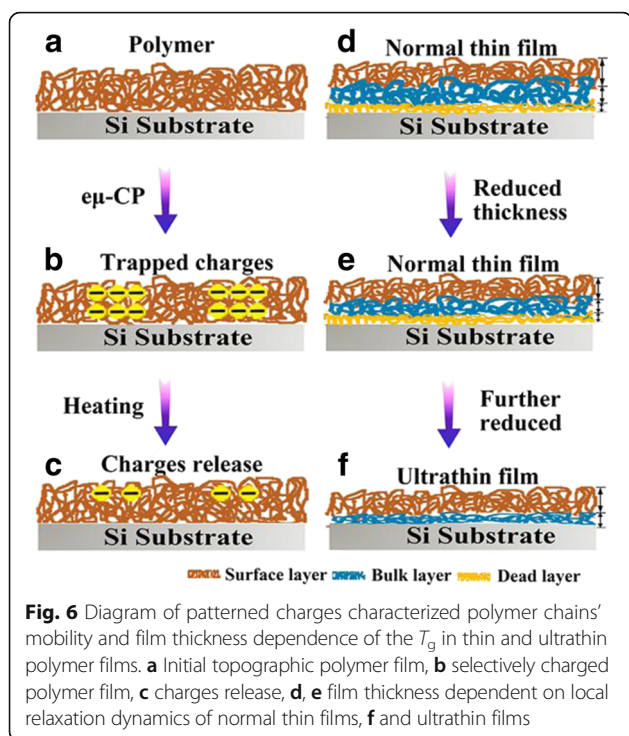 a
Polymer
Si Substrate
eμ-CP
b
Trapped charges
Si Substrate
Heating
c
Charges release
Si Substrate
d
Normal thin film
Si Substrate
Reduced
thickness
e
Normal thin film
Si Substrate
Further
reduced
f
Ultrathin film
Si Substrate
Surface layer Bulk layer Dead layer
Fig. 6 Diagram of patterned charges characterized polymer chains’
mobility and film thickness dependence of the Tg in thin and ultrathin
polymer films. a Initial topographic polymer film, b selectively charged
polymer film, c charges release, d, e film thickness dependent on local
relaxation dynamics of normal thin films, f and ultrathin films